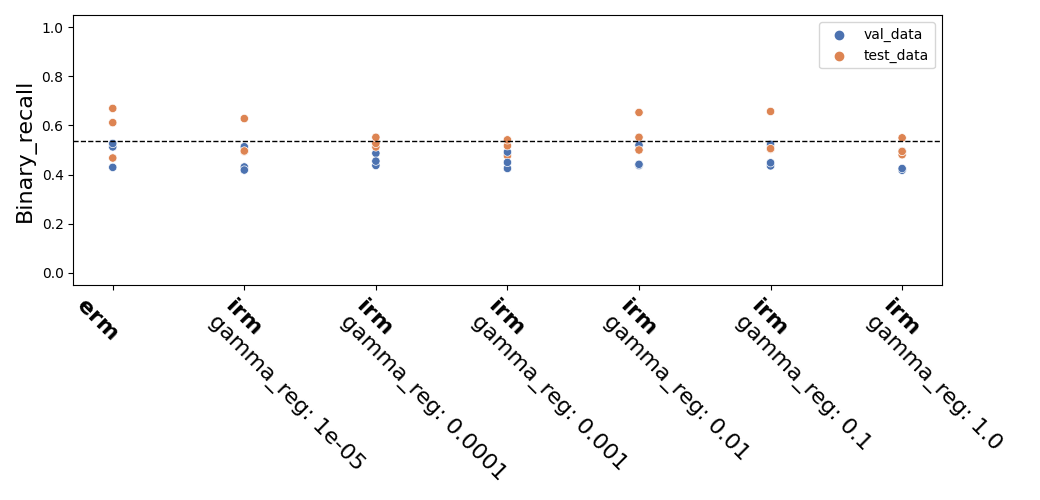 Binary_recall
1.0
0.8
0.6
0.4
0.2
0.0
val_data
test_data
erm
irm
gamma_reg: 1e-05
irm
gamma_reg: 0.0001
irm
gamma_reg: 0.001
irm
gamma_reg: 0.01
irm
gamma_reg: 0.1
irm
gamma_reg: 1.0